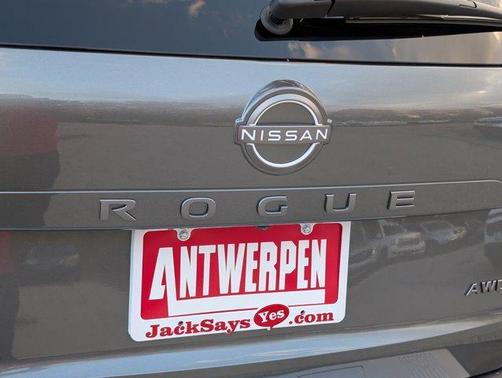 NISSAN
ROGUE
AWD
ANTWERPEN
JackSaysYes.com